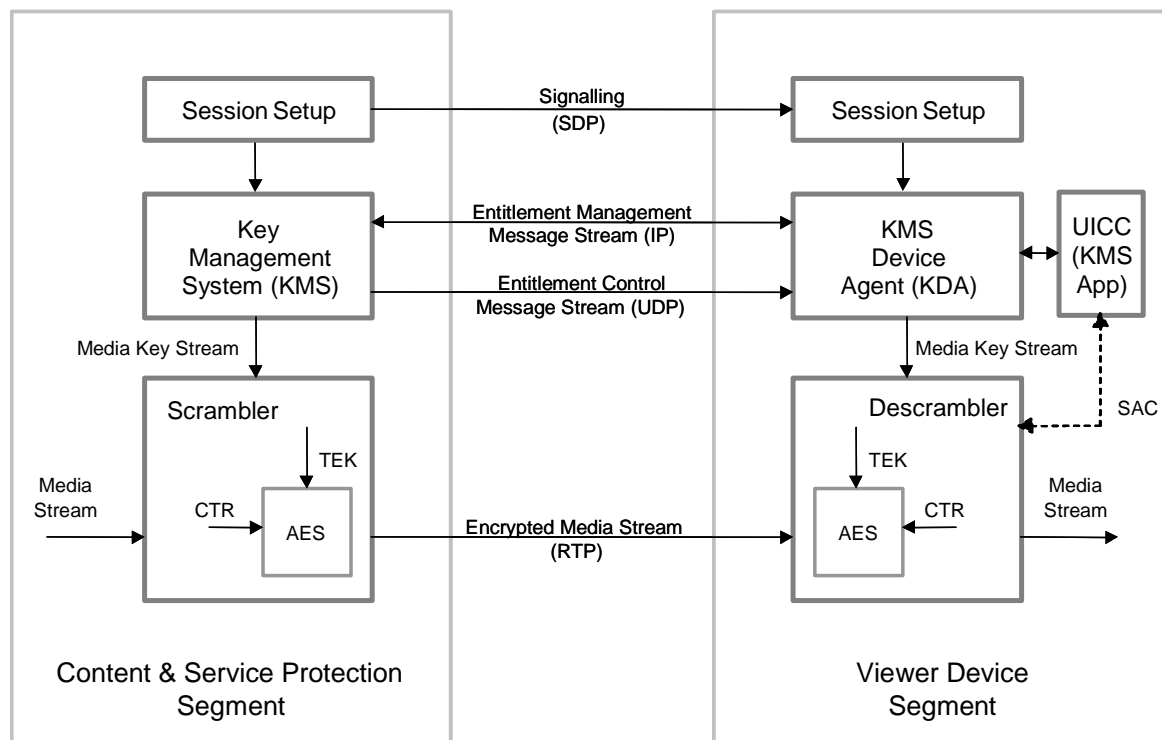 Session Setup
Signalling
(SDP)
Session Setup
Key
Management
System (KMS)
Entitlement Management
Message Stream (IP)
Entitlement Control
Message Stream (UDP)
KMS
Device
Agent (KDA)
UICC
(KMS
App)
Media Key Stream
Media Key Stream
Scrambler
TEK
CTR
AES
Media
Stream
Encrypted Media Stream
(RTP)
Descrambler
TEK
CTR
AES
SAC
Media
Stream
Content & Service Protection
Segment
Viewer Device
Segment